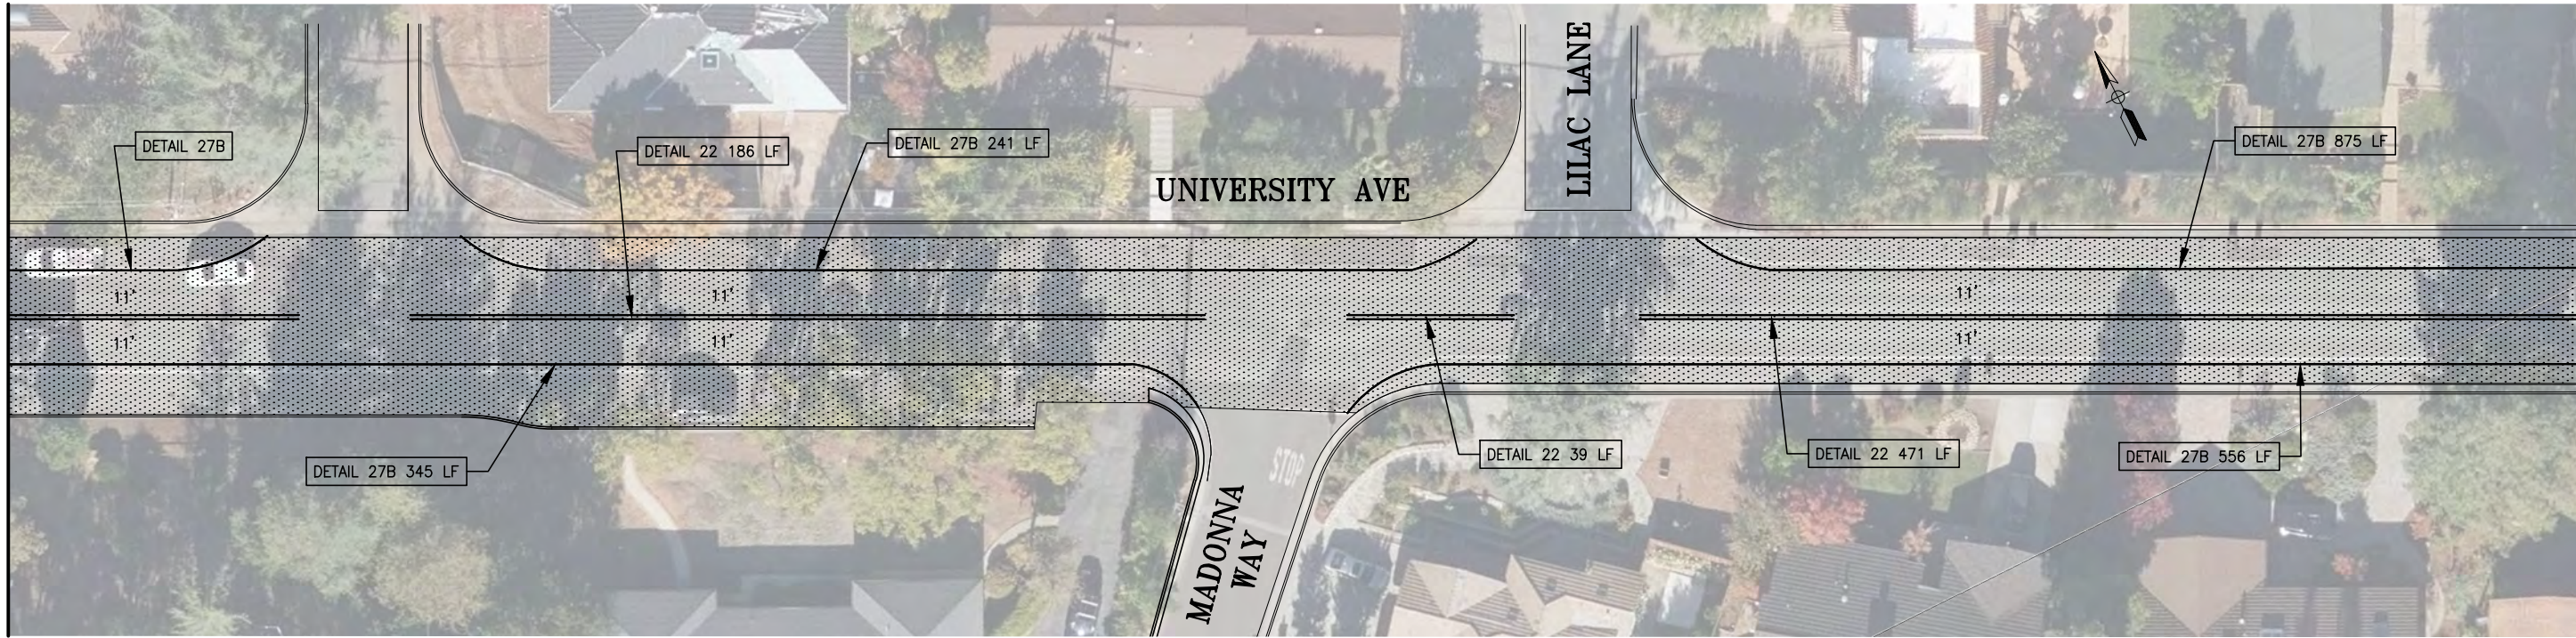 LILAC LANE
DETAIL 27B
DETAIL 22 186 LF
DETAIL 27B 241 LF
DETAIL 27B 875 LF
UNIVERSITY AVE
11'
11'
11'
11'
11'
11'
DETAIL 27B 345 LF
STOP
DETAIL 22 39 LF
DETAIL 22 471 LF
DETAIL 27B 556 LF
MADONNA
WAY